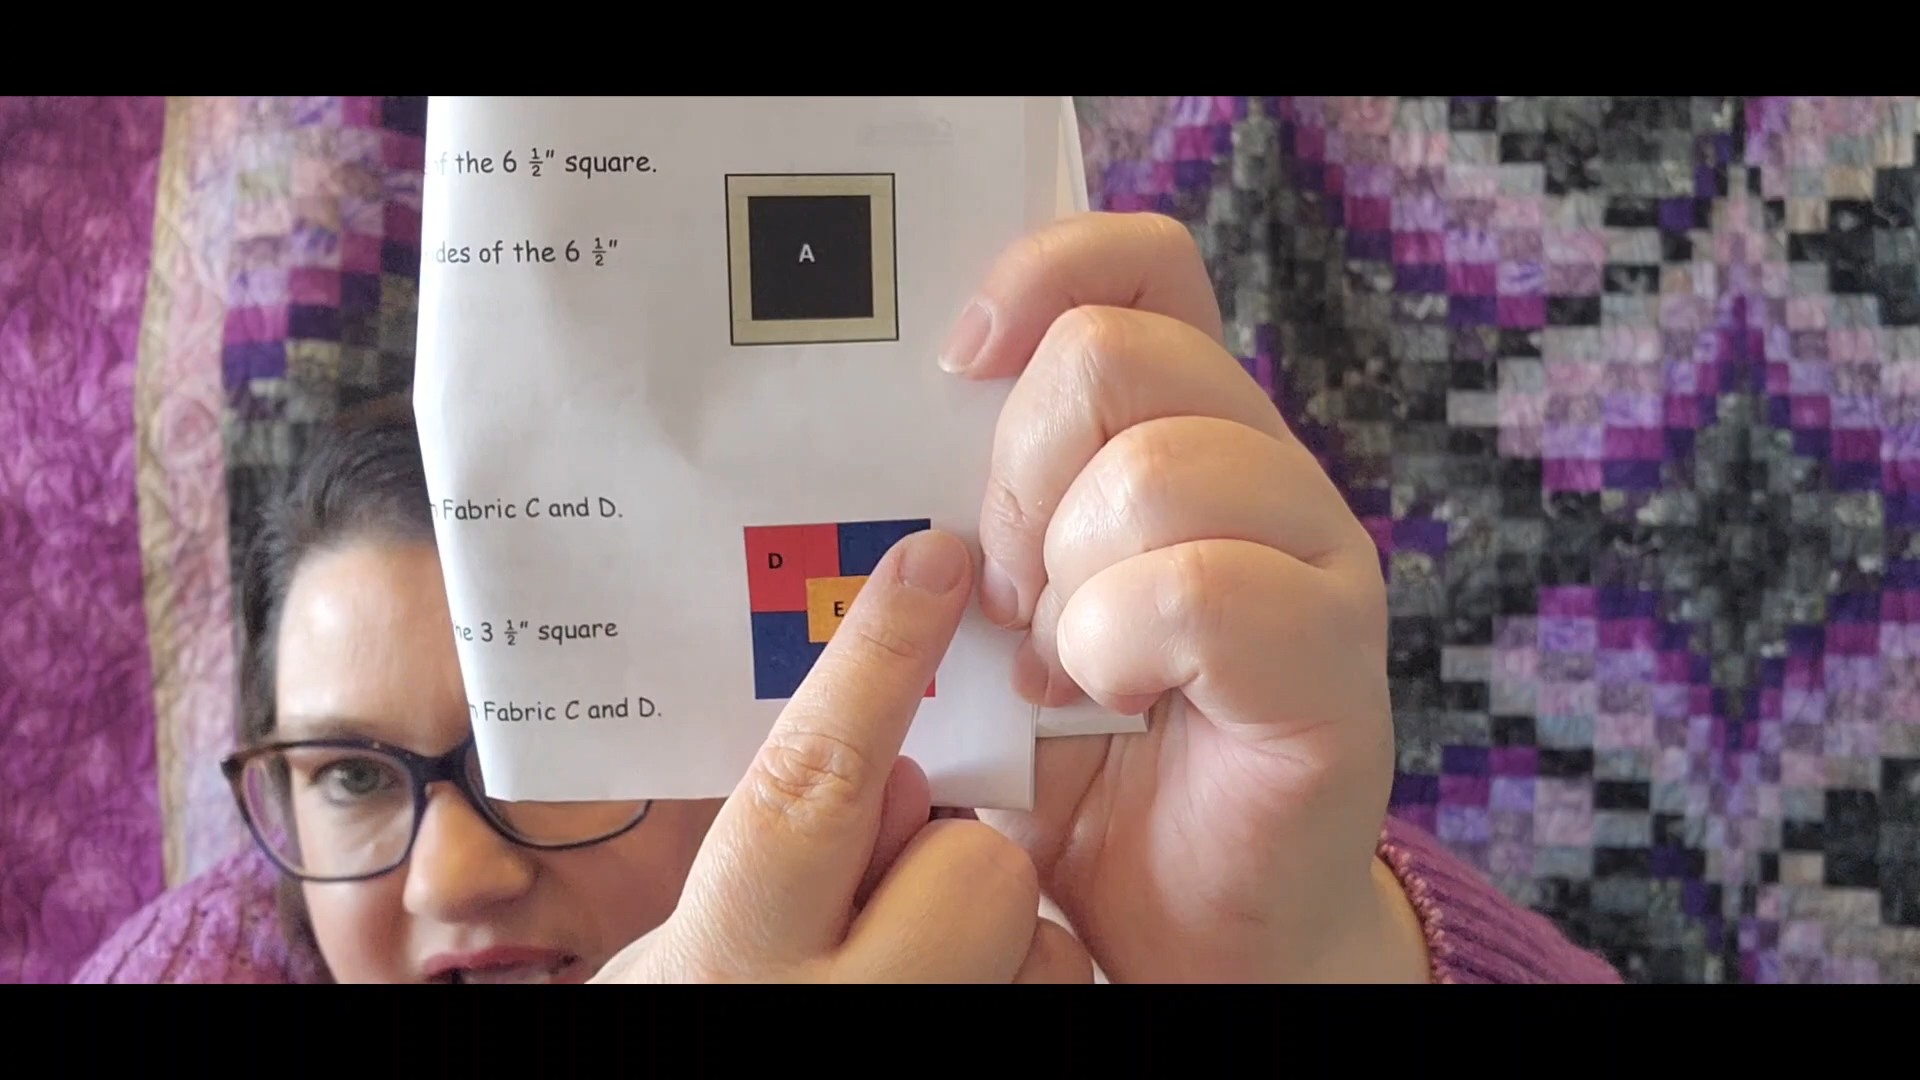 f the 6 ½" square.
A
des of the 6 ½"
Fabric C and D.
D
E
he 3 ½" square
Fabric C and D.